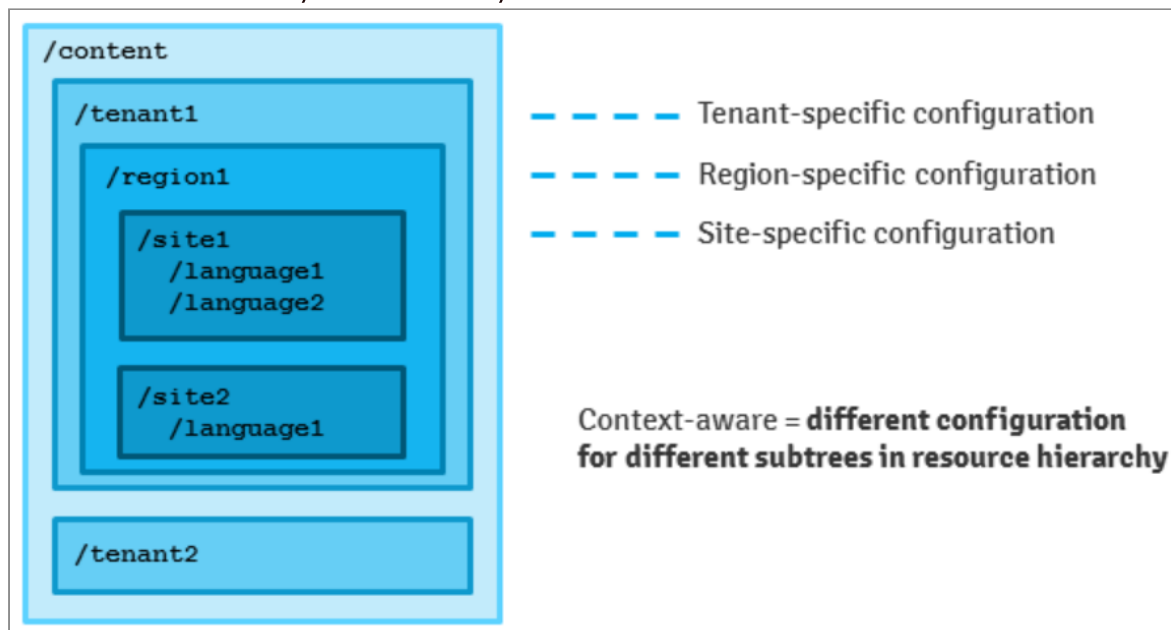 /content
/tenant1
Tenant-specific configuration
/region1
Region-specific configuration
/site1
Site-specific configuration
/language1
/language2
/site2
/language1
Context-aware = different configuration
for different subtrees in resource hierarchy
/tenant2